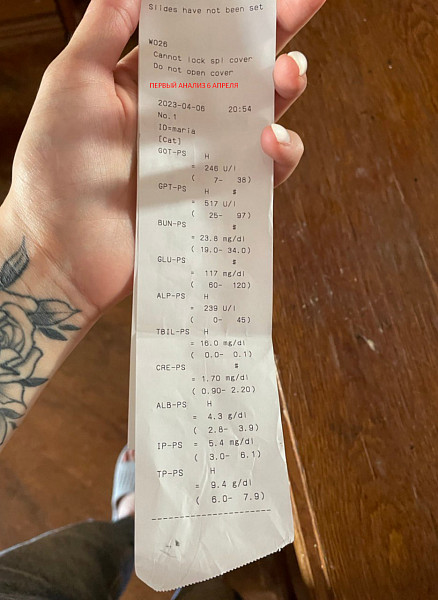 Slides have not been set
W026
Cannot lock spl cover
Do not open cover
ПЕРВЫЙ АНАЛИЗ 6 АПРЕЛЯ
2023-04-06 20:54
No.1
ID=maria
[Cat]
GOT-PS H
= 246 U/l
( 7- 38)
GPT-PS H $
= 517 U/l
( 25- 97)
BUN-PS $
= 23.8 mg/dl
( 19.0- 34.0)
GLU-PS $
= 117 mg/dl
( 60- 120)
ALP-PS H
= 239 U/l
( 0- 45)
TBIL-PS H
= 16.0 mg/dl
( 0.0- 0.1)
CRE-PS $
= 1.70 mg/dl
( 0.90- 2.20)
ALB-PS H
= 4.3 g/dl
( 2.8- 3.9)
IP-PS = 5.4 mg/dl
( 3.0- 6.1)
TP-PS H
= 9.4 g/dl
( 6.0- 7.9)